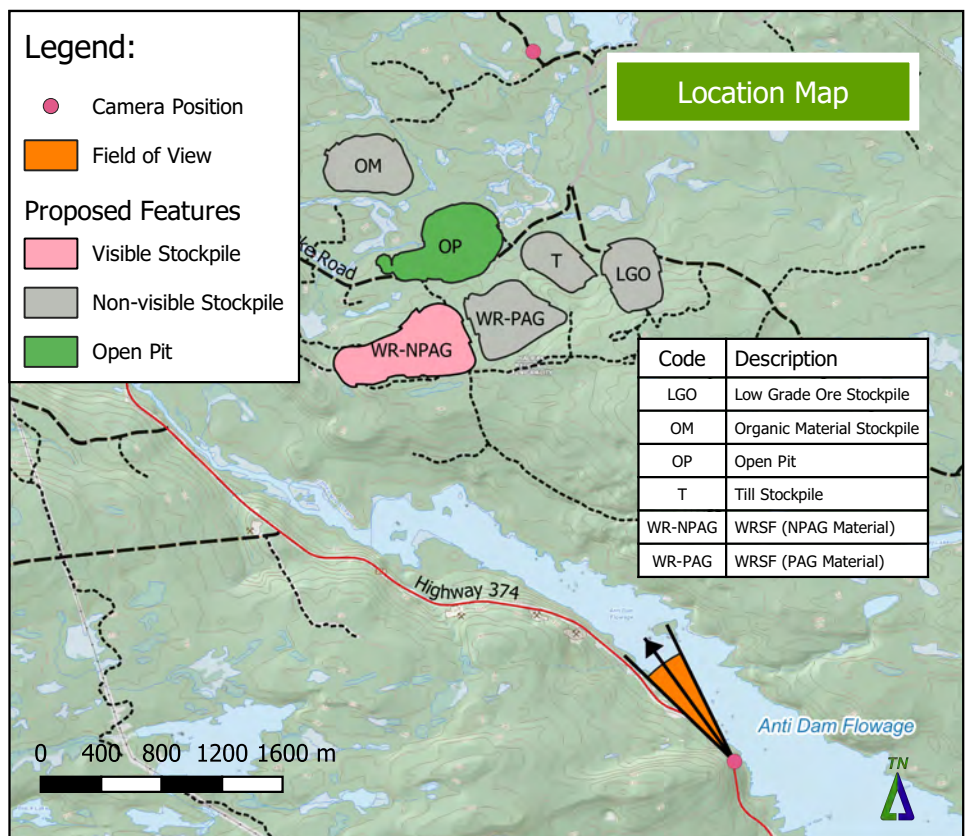 Legend:
Camera Position
Field of View
Proposed Features
Visible Stockpile
Non-visible Stockpile
Open Pit
Location Map
OM
OP
T
LGO
WR-PAG
WR-NPAG
ke Road
Code Description
LGO Low Grade Ore Stockpile
OM Organic Material Stockpile
OP Open Pit
T Till Stockpile
WR-NPAG WRSF (NPAG Material)
WR-PAG WRSF (PAG Material)
Highway 374
Anti Dam
Flowage
Anti Dam Flowage
0 400 800 1200 1600 m
TN